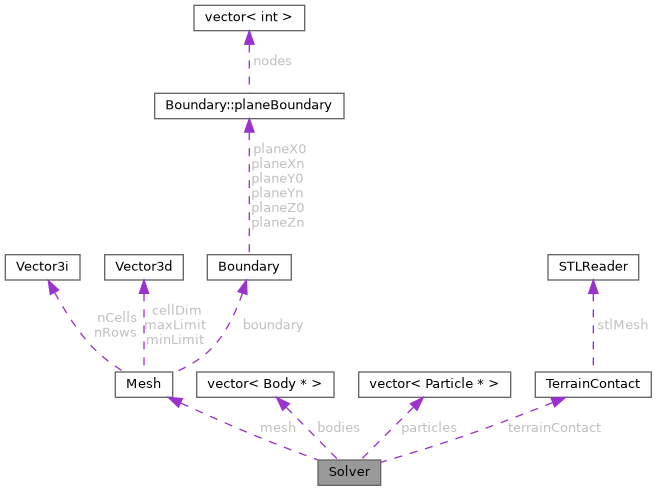 vector< int >
nodes
Boundary::planeBoundary
planeX0
planeXn
planeY0
planeYn
planeZ0
planeZn
Vector3i
Vector3d
Boundary
STLReader
nCells
nRows
cellDim
maxLimit
minLimit
boundary
stlMesh
Mesh
vector< Body * >
vector< Particle * >
TerrainContact
mesh
bodies
particles
terrainContact
Solver